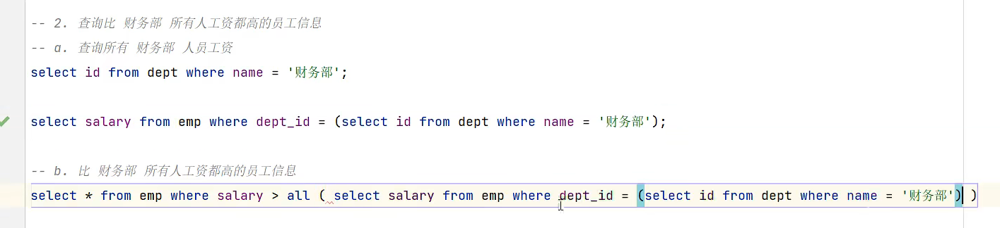 -- 2. 查询比 财务部 所有人工资都高的员工信息
-- a. 查询所有 财务部 人员工资
select id from dept where name = '财务部';
select salary from emp where dept_id = (select id from dept where name = '财务部');
-- b. 比 财务部 所有人工资都高的员工信息
select * from emp where salary > all ( select salary from emp where dept_id = (select id from dept where name = '财务部') )